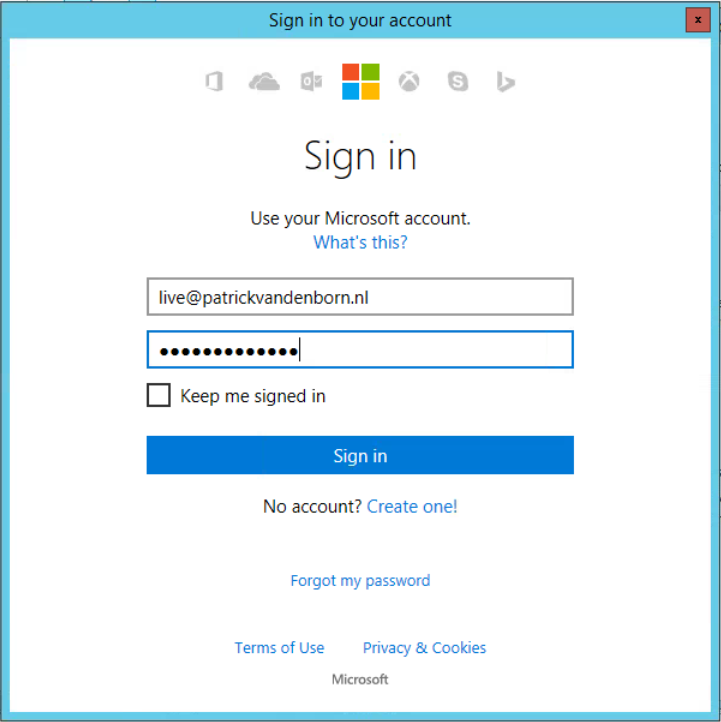 Sign in to your account
x
Sign in
Use your Microsoft account.
What's this?
live@patrickvandenborn.nl
●●●●●●●●●●●●●
Keep me signed in
Sign in
No account? Create one!
Forgot my password
Terms of Use Privacy & Cookies
Microsoft